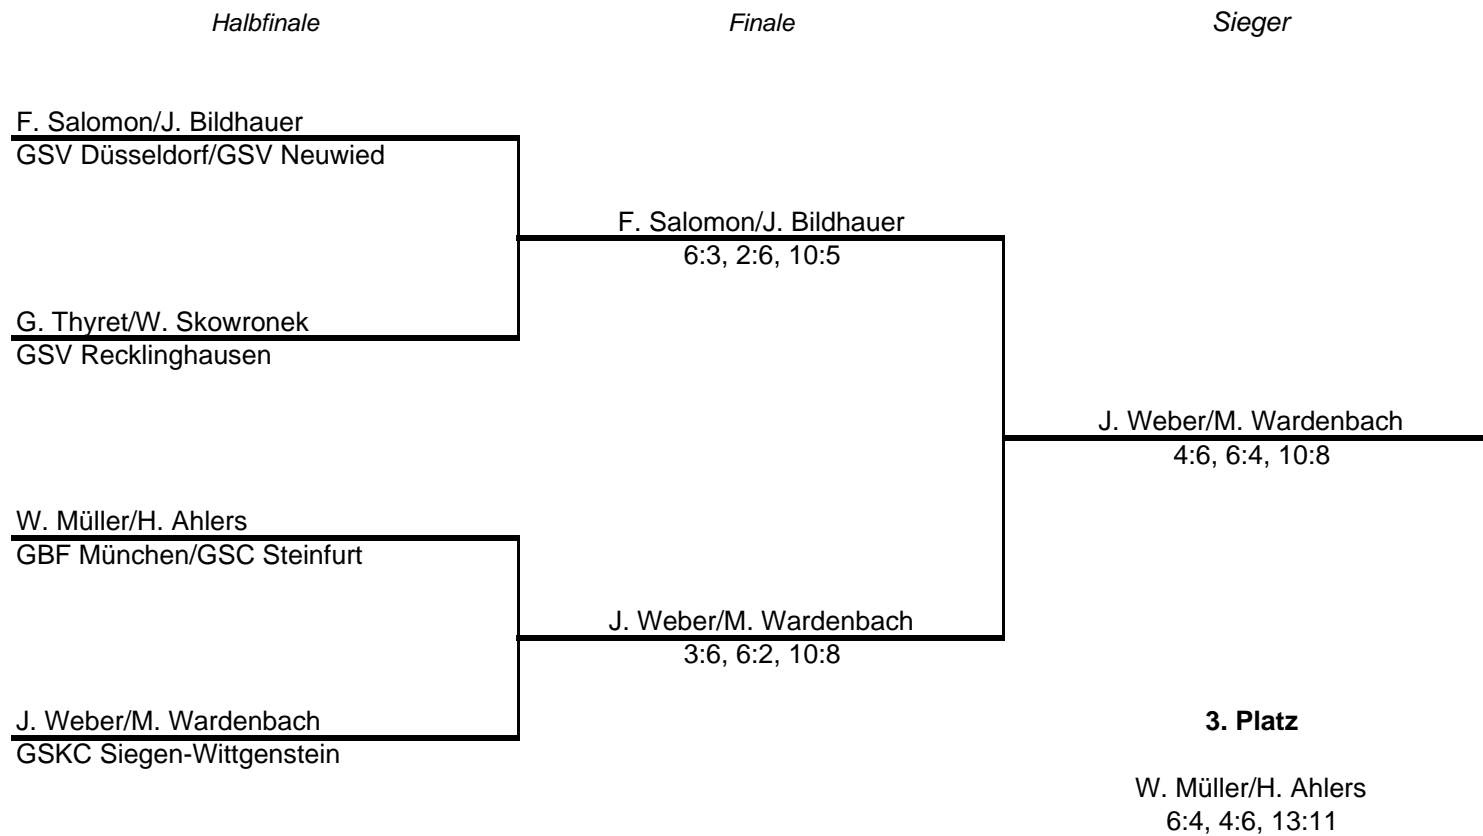 Halbfinale
Finale
Sieger
F. Salomon/J. Bildhauer
GSV Düsseldorf/GSV Neuwied
F. Salomon/J. Bildhauer
6:3, 2:6, 10:5
G. Thyret/W. Skowronek
GSV Recklinghausen
J. Weber/M. Wardenbach
4:6, 6:4, 10:8
W. Müller/H. Ahlers
GBF München/GSC Steinfurt
J. Weber/M. Wardenbach
3:6, 6:2, 10:8
J. Weber/M. Wardenbach
GSKC Siegen-Wittgenstein
3. Platz
W. Müller/H. Ahlers
6:4, 4:6, 13:11